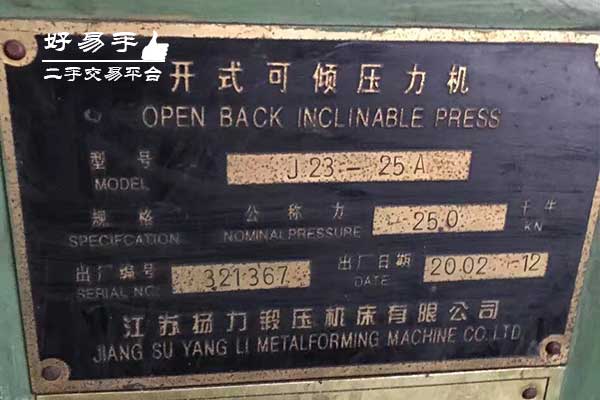 好易手
二手交易平台
开式可倾压力机
OPEN BACK INCLINABLE PRESS
型号 J 23 — 25 A
MODEL
规格 公称力 250 千牛
SPECIFCATION NOMINAL PRESSURE KN
出厂编号 321367 出厂日期 2002 12
SERIAL NO. DATE
江苏扬力锻压机床有限公司
JIANG SU YANG LI METALFORMING MACHINE CO. LTD